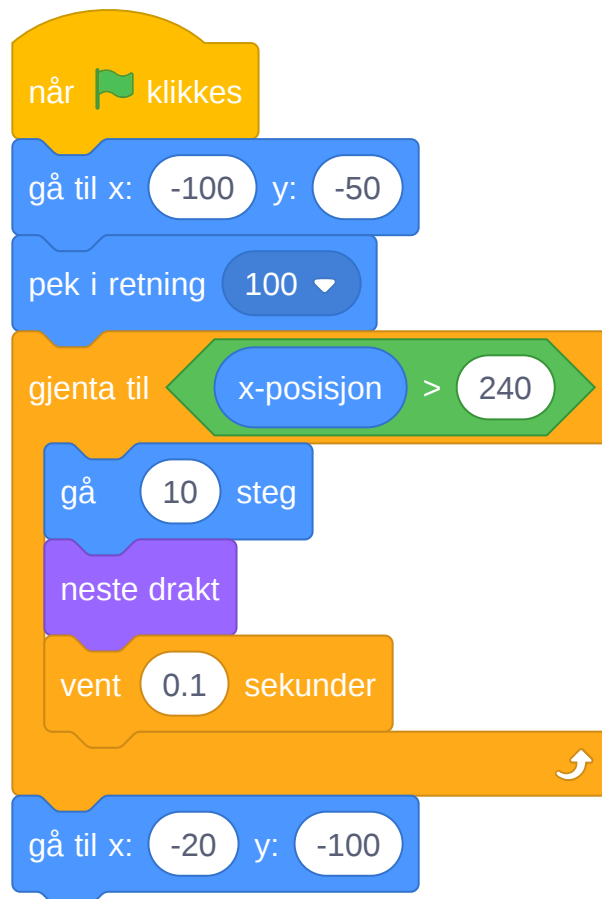 når klikkes
gå til x: -100 y: -50
pek i retning 100
gjenta til x-posisjon > 240
gå 10 steg
neste drakt
vent 0.1 sekunder
gå til x: -20 y: -100